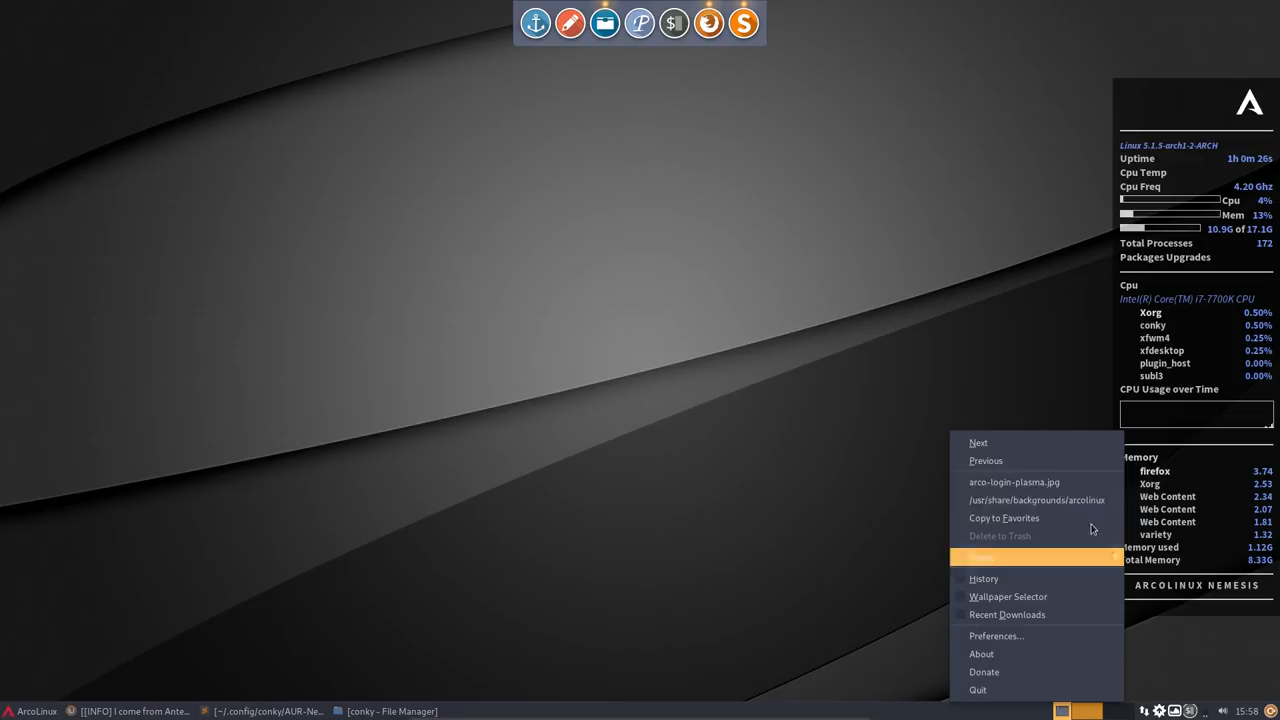 P
$
S
Linux 5.1.5-arch1-2-ARCH
Uptime 1h 0m 26s
Cpu Temp
Cpu Freq 4.20 Ghz
Cpu 4%
Mem 13%
10.9G of 17.1G
Total Processes 172
Packages Upgrades
Cpu
Intel(R) Core(TM) i7-7700K CPU
Xorg 0.50%
conky 0.50%
xfwm4 0.25%
xfdesktop 0.25%
plugin_host 0.00%
subl3 0.00%
CPU Usage over Time
Memory
firefox 3.74
Xorg 2.53
Web Content 2.34
Web Content 2.07
Web Content 1.81
variety 1.32
Memory used 1.12G
Total Memory 8.33G
ARCOLINUX NEMESIS
Next
Previous
arco-login-plasma.jpg
/usr/share/backgrounds/arcolinux
Copy to Favorites
Delete to Trash
History
Wallpaper Selector
Recent Downloads
Preferences...
About
Donate
Quit
ArcoLinux
[[INFO] I come from Ante...
[~/.config/conky/AUR-Ne...
[conky - File Manager]
15:58